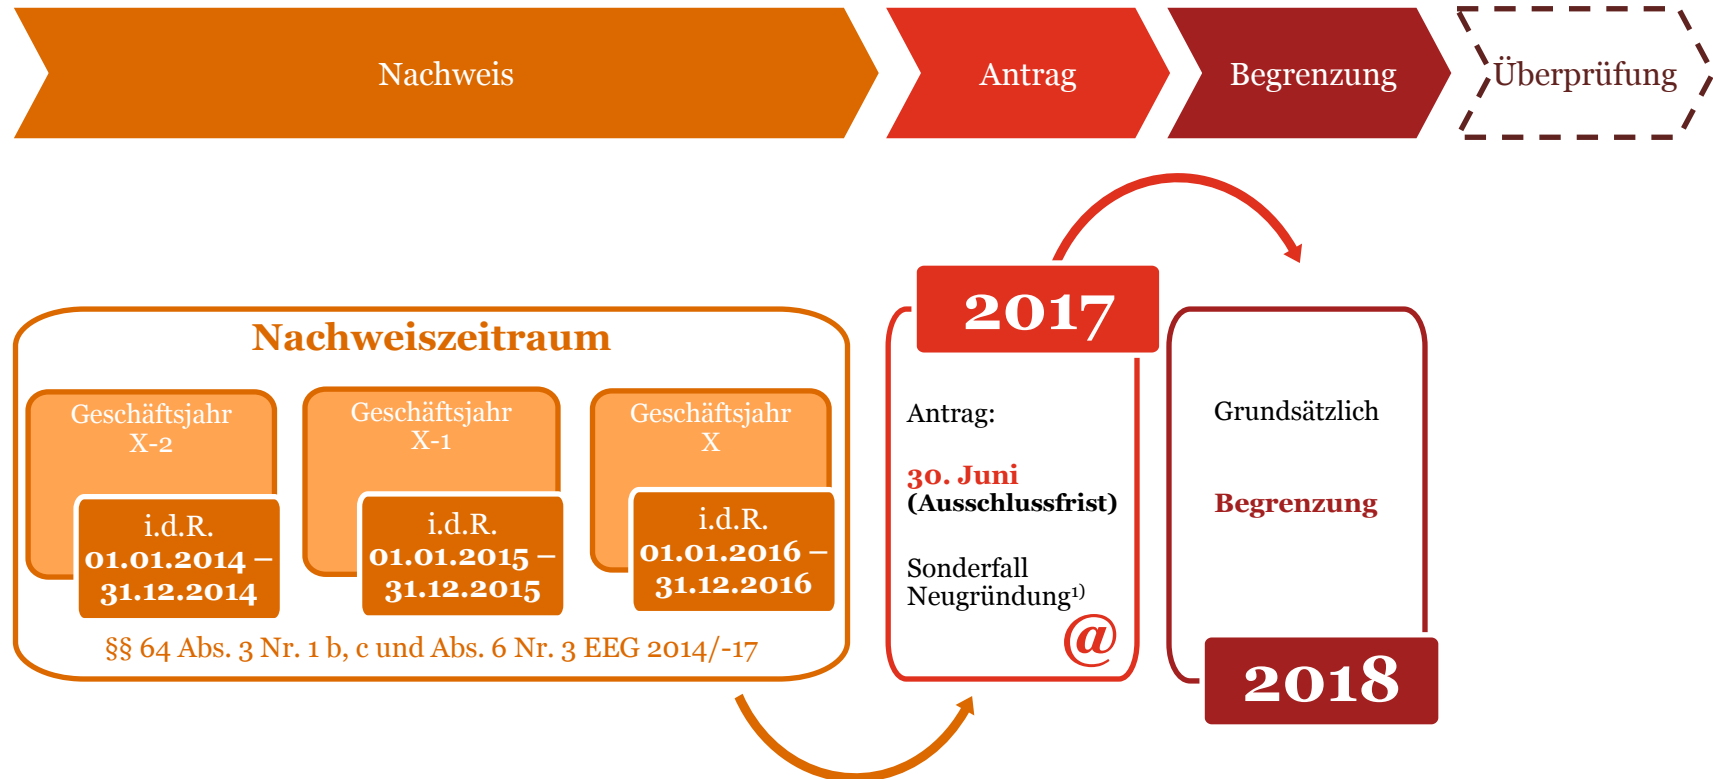 Nachweis
Antrag
Begrenzung
Überprüfung
Nachweiszeitraum
Geschäftsjahr
X-2
i.d.R.
01.01.2014 –
31.12.2014
Geschäftsjahr
X-1
i.d.R.
01.01.2015 –
31.12.2015
Geschäftsjahr
X
i.d.R.
01.01.2016 –
31.12.2016
§§ 64 Abs. 3 Nr. 1 b, c und Abs. 6 Nr. 3 EEG 2014/-17
2017
Antrag:
30. Juni
(Ausschlussfrist)
Sonderfall
Neugründung¹⁾
@
Grundsätzlich
Begrenzung
2018